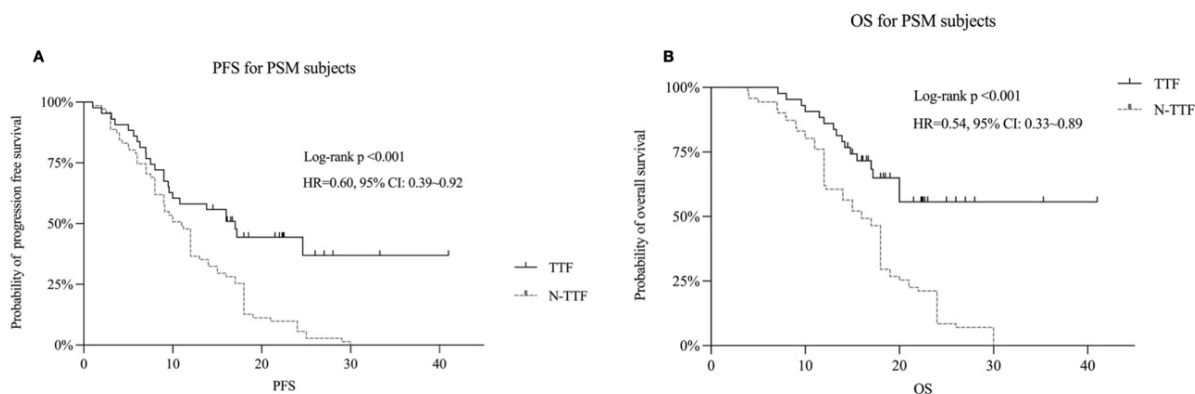 A
PFS for PSM subjects
100%
75%
50%
25%
0%
0
10
20
30
40
Probability of progression free survival
PFS
Log-rank p <0.001
HR=0.60, 95% CI: 0.39~0.92
TTF
N-TTF
OS for PSM subjects
B
100%
75%
50%
25%
0%
0
10
20
30
40
Probability of overall survival
OS
Log-rank p <0.001
HR=0.54, 95% CI: 0.33~0.89
TTF
N-TTF